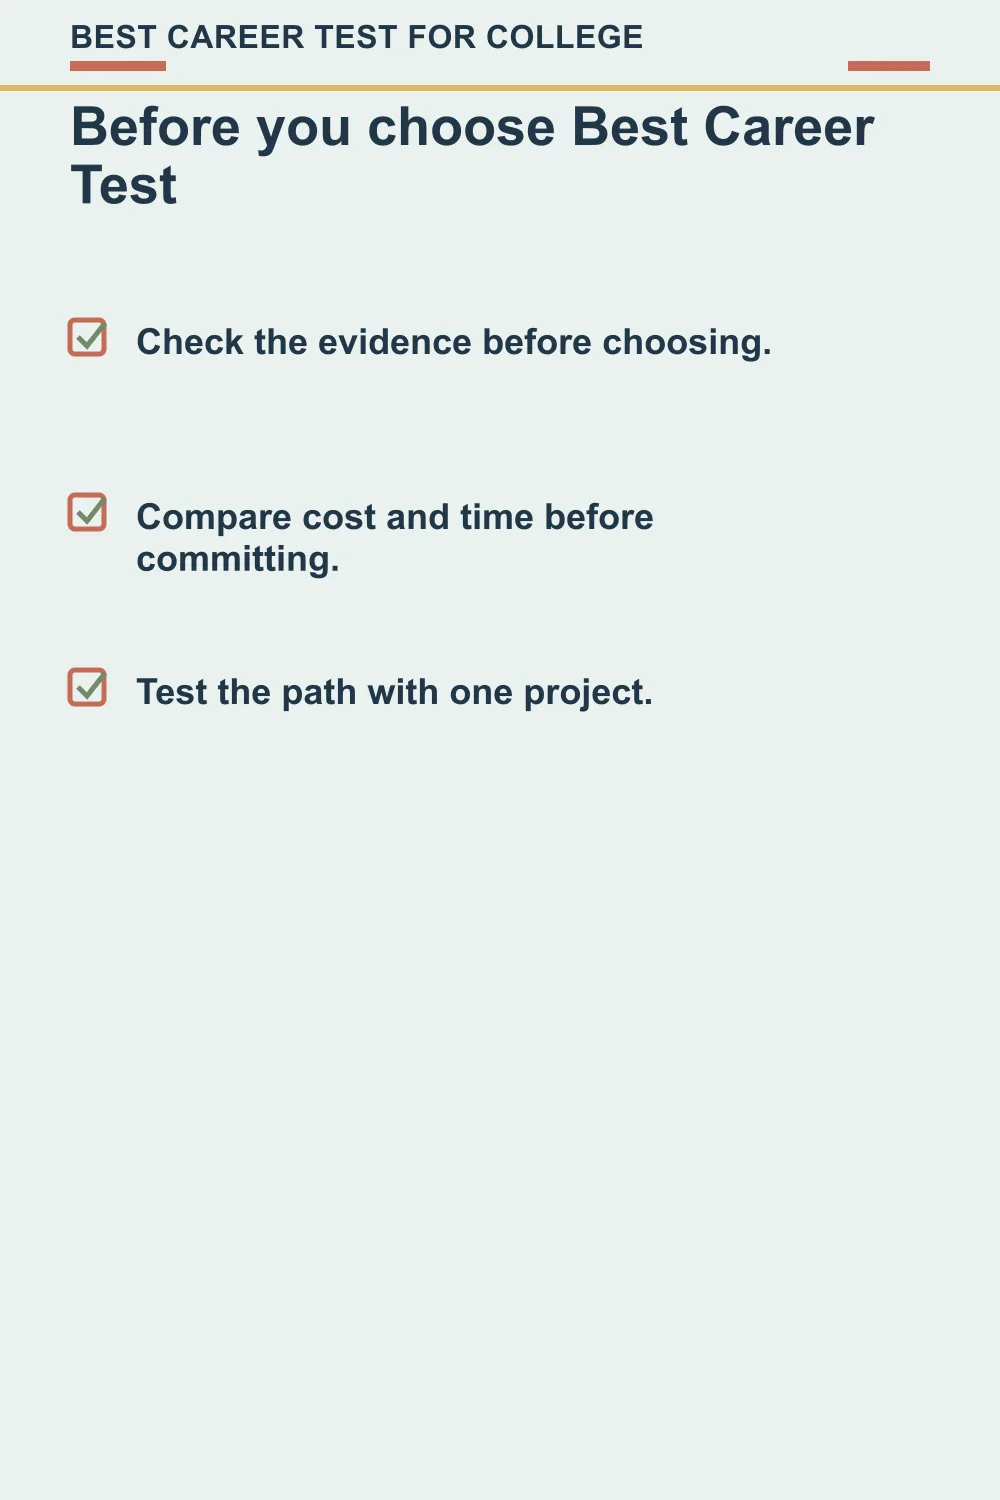 BEST CAREER TEST FOR COLLEGE
Before you choose Best Career
Test
Check the evidence before choosing.
Compare cost and time before
committing.
Test the path with one project.